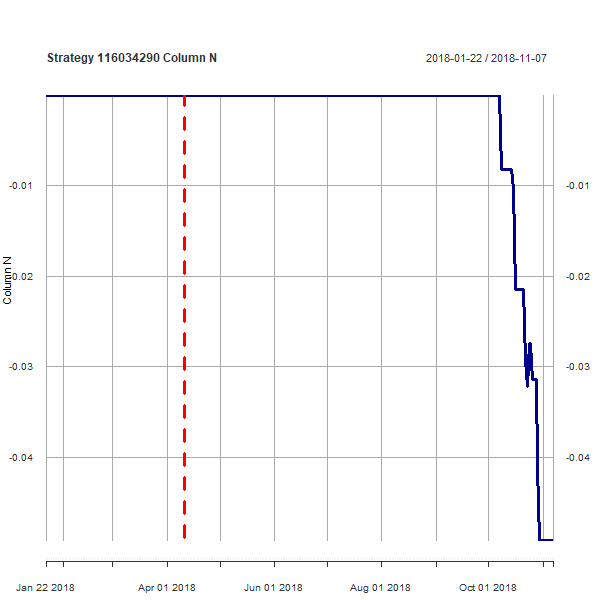 Strategy 116034290 Column N
2018-01-22 / 2018-11-07
-0.01
-0.01
Column N
-0.02
-0.02
-0.03
-0.03
-0.04
-0.04
Jan 22 2018
Apr 01 2018
Jun 01 2018
Aug 01 2018
Oct 01 2018